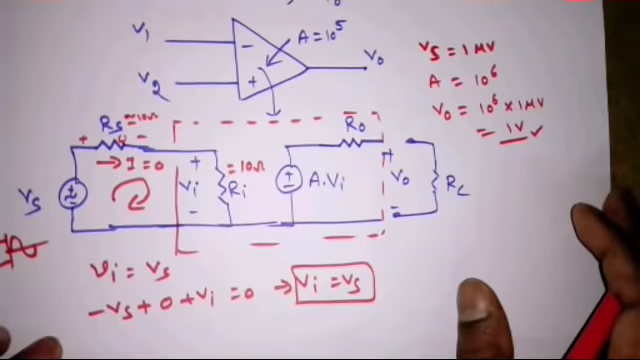 V1
A = 10^5
V0
V2
VS = 1 MV
A = 10^6
V0 = 10^6 × 1MV
= 1V ✓
RS = 10Ω
+ -
→ I = 0
VS
+
Vi
-
Ri
= 10Ω
A.Vi
R0
+
V0
-
RL
Vi = VS
-VS + 0 + Vi = 0 → Vi = VS